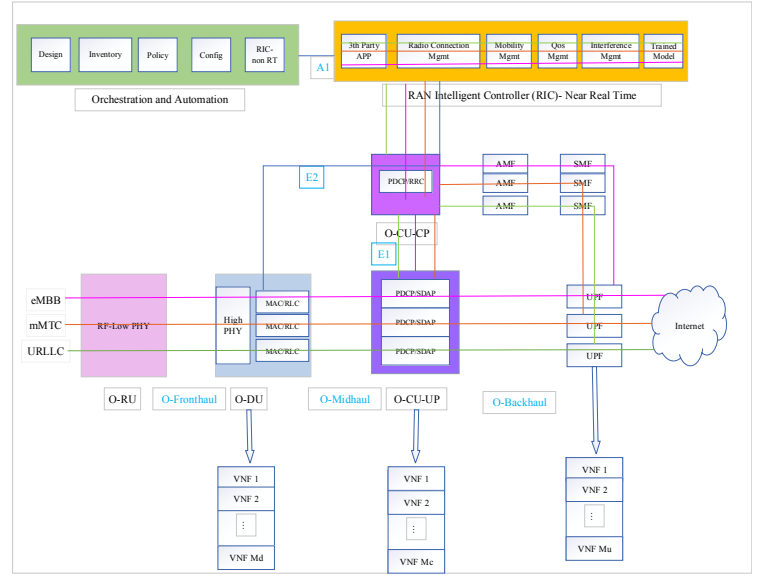 Design
Inventory
Policy
Config
RIC-
non RT
Orchestration and Automation
A1
3th Party
APP
Radio Connection
Mgmt
Mobility
Mgmt
Qos
Mgmt
Interference
Mgmt
Trained
Model
RAN Intelligent Controller (RIC)- Near Real Time
E2
PDCP/RRC
O-CU-CP
E1
AMF
SMF
AMF
SMF
AMF
SMF
eMBB
mMTC
URLLC
RF-Low PHY
High
PHY
MAC/RLC
MAC/RLC
MAC/RLC
PDCP/SDAP
PDCP/SDAP
PDCP/SDAP
UPF
UPF
UPF
Internet
O-RU
O-Fronthaul
O-DU
O-Midhaul
O-CU-UP
O-Backhaul
VNF 1
VNF 2
⋮
VNF Md
VNF 1
VNF 2
⋮
VNF Mc
VNF 1
VNF 2
⋮
VNF Mu